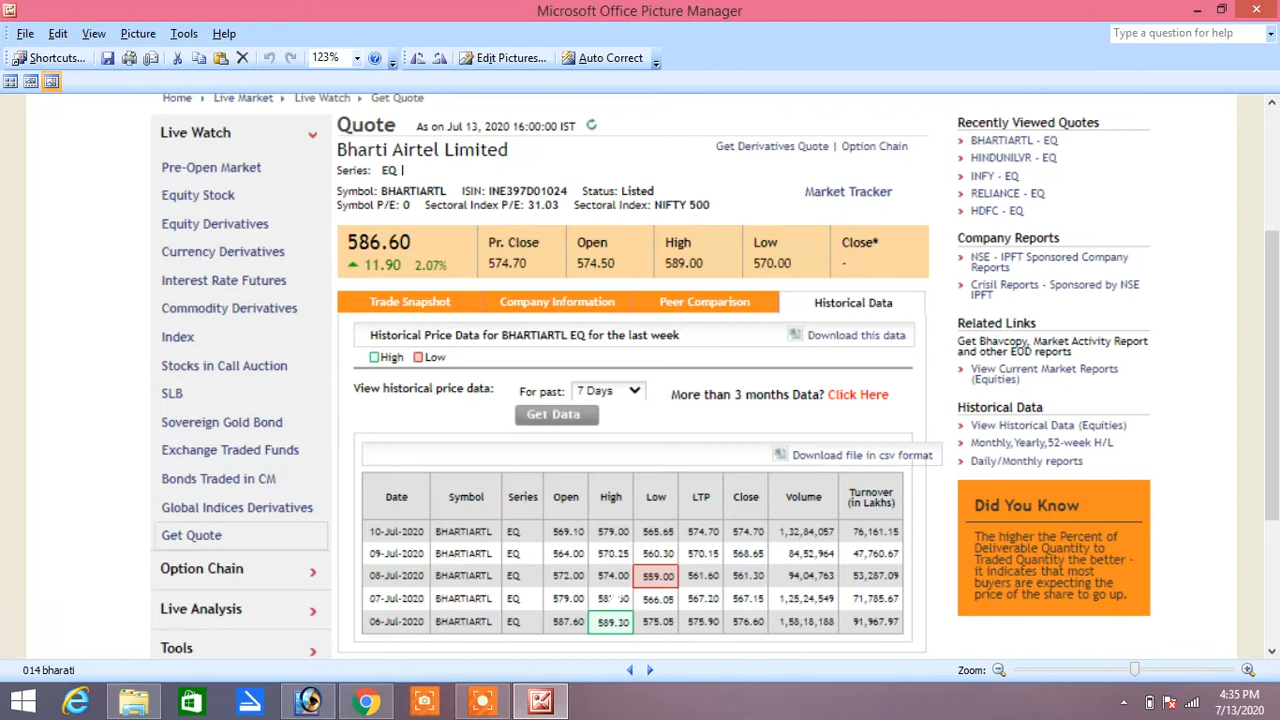 Microsoft Office Picture Manager
File Edit View Picture Tools Help
Type a question for help
Shortcuts... 123% Edit Pictures... Auto Correct
Home Live Market Live Watch Get Quote
Live Watch
Pre-Open Market
Equity Stock
Equity Derivatives
Currency Derivatives
Interest Rate Futures
Commodity Derivatives
Index
Stocks in Call Auction
SLB
Sovereign Gold Bond
Exchange Traded Funds
Bonds Traded in CM
Global Indices Derivatives
Get Quote
Option Chain
Live Analysis
Tools
Quote As on Jul 13, 2020 16:00:00 IST
Bharti Airtel Limited
Get Derivatives Quote | Option Chain
Series: EQ |
Symbol: BHARTIARTL ISIN: INE397D01024 Status: Listed
Market Tracker
Symbol P/E: 0 Sectoral Index P/E: 31.03 Sectoral Index: NIFTY 500
586.60 Pr. Close Open High Low Close*
11.90 2.07% 574.70 574.50 589.00 570.00 -
Trade Snapshot Company Information Peer Comparison Historical Data
Historical Price Data for BHARTIARTL EQ for the last week Download this data
High Low
View historical price data: For past: 7 Days More than 3 months Data? Click Here
Get Data
Download file in csv format
Date Symbol Series Open High Low LTP Close Volume Turnover (in Lakhs)
10-Jul-2020 BHARTIARTL EQ 569.10 579.00 565.65 574.70 574.70 1,32,84,057 76,161.15
09-Jul-2020 BHARTIARTL EQ 564.00 570.25 560.30 570.15 568.65 84,52,964 47,760.67
08-Jul-2020 BHARTIARTL EQ 572.00 574.00 559.00 561.60 561.30 94,04,763 53,287.09
07-Jul-2020 BHARTIARTL EQ 579.00 566.05 567.20 567.15 1,25,24,549 71,785.67
06-Jul-2020 BHARTIARTL EQ 587.60 589.30 575.05 575.90 576.60 1,58,18,188 91,967.97
Recently Viewed Quotes
BHARTIARTL - EQ
HINDUNILVR - EQ
INFY - EQ
RELIANCE - EQ
HDFC - EQ
Company Reports
NSE - IPFT Sponsored Company
Reports
Crisil Reports - Sponsored by NSE
IPFT
Related Links
Get Bhavcopy, Market Activity Report
and other EOD reports
View Current Market Reports
(Equities)
Historical Data
View Historical Data (Equities)
Monthly,Yearly,52-week H/L
Daily/Monthly reports
Did You Know
The higher the Percent of
Deliverable Quantity to
Traded Quantity the better -
it indicates that most
buyers are expecting the
price of the share to go up.
014 bharati
Zoom:
4:35 PM
7/13/2020